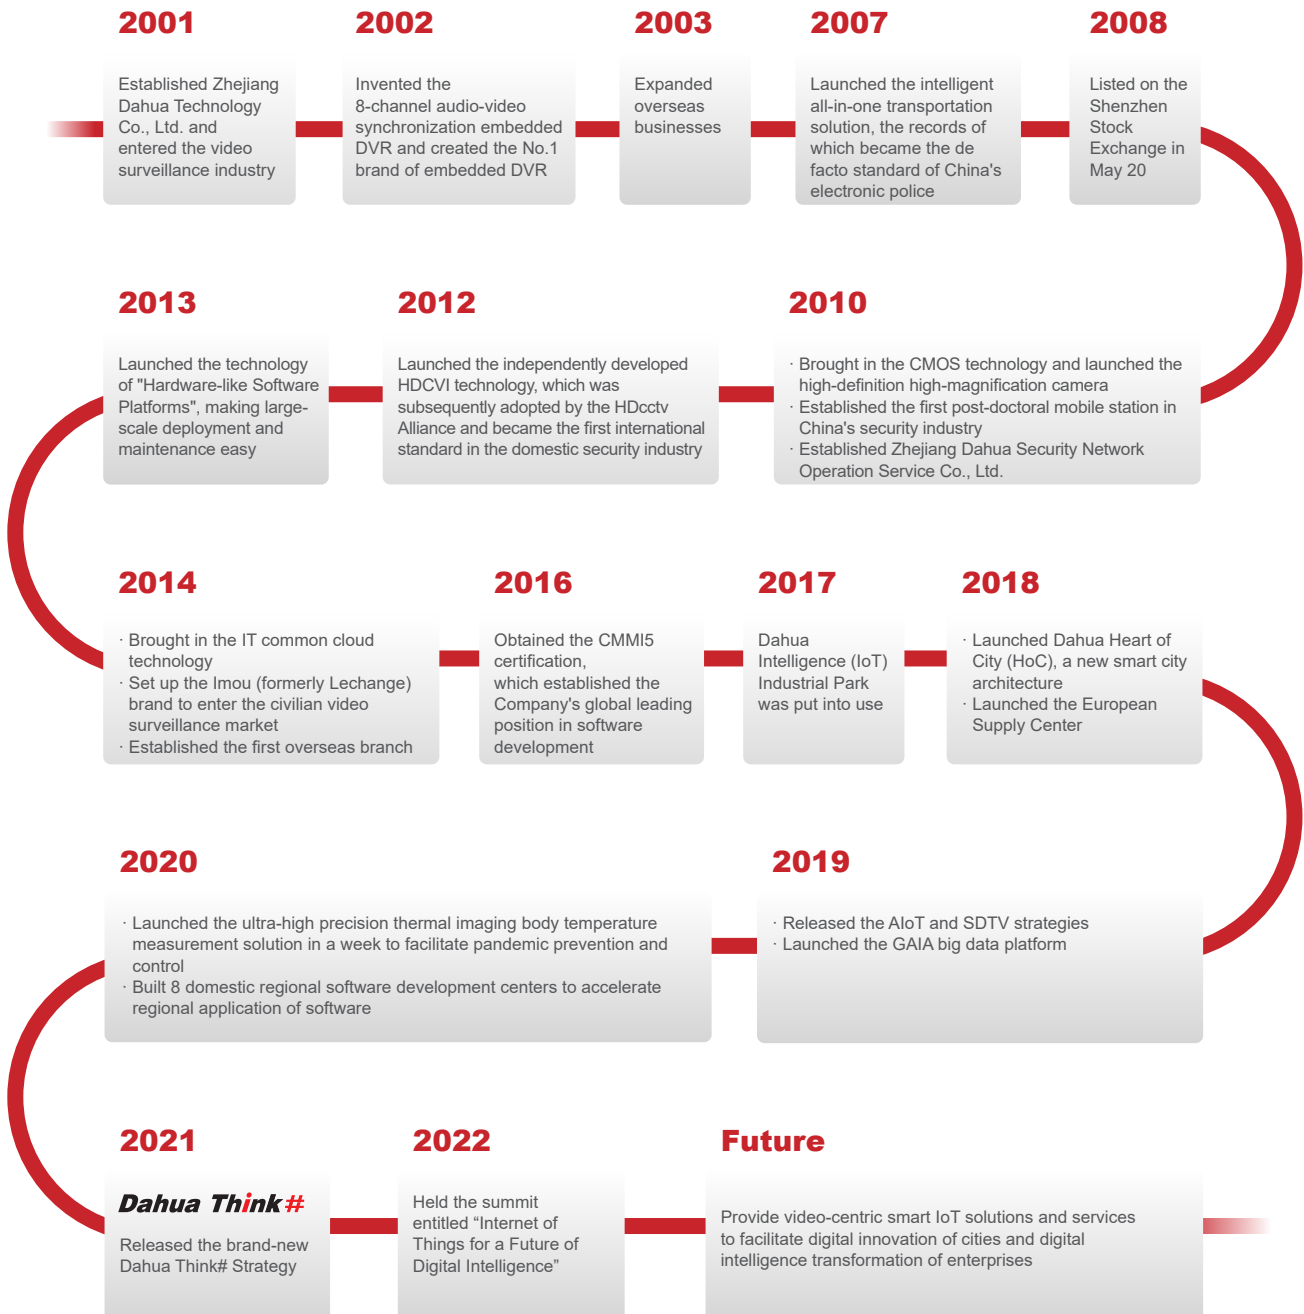 2001
Established Zhejiang
Dahua Technology
Co., Ltd. and
entered the video
surveillance industry
2002
Invented the
8-channel audio-video
synchronization embedded
DVR and created the No.1
brand of embedded DVR
2003
Expanded
overseas
businesses
2007
Launched the intelligent
all-in-one transportation
solution, the records of
which became the de
facto standard of China's
electronic police
2008
Listed on the
Shenzhen
Stock
Exchange in
May 20
2010
· Brought in the CMOS technology and launched the
high-definition high-magnification camera
· Established the first post-doctoral mobile station in
China's security industry
· Established Zhejiang Dahua Security Network
Operation Service Co., Ltd.
2012
Launched the independently developed
HDCVI technology, which was
subsequently adopted by the HDcctv
Alliance and became the first international
standard in the domestic security industry
2013
Launched the technology
of "Hardware-like Software
Platforms", making large-
scale deployment and
maintenance easy
2014
· Brought in the IT common cloud
technology
· Set up the Imou (formerly Lechange)
brand to enter the civilian video
surveillance market
· Established the first overseas branch
2016
Obtained the CMMI5
certification,
which established the
Company's global leading
position in software
development
2017
Dahua
Intelligence (IoT)
Industrial Park
was put into use
2018
· Launched Dahua Heart of
City (HoC), a new smart city
architecture
· Launched the European
Supply Center
2019
· Released the AIoT and SDTV strategies
· Launched the GAIA big data platform
2020
· Launched the ultra-high precision thermal imaging body temperature
measurement solution in a week to facilitate pandemic prevention and
control
· Built 8 domestic regional software development centers to accelerate
regional application of software
2021
Dahua Think#
Released the brand-new
Dahua Think# Strategy
2022
Held the summit
entitled “Internet of
Things for a Future of
Digital Intelligence”
Future
Provide video-centric smart IoT solutions and services
to facilitate digital innovation of cities and digital
intelligence transformation of enterprises